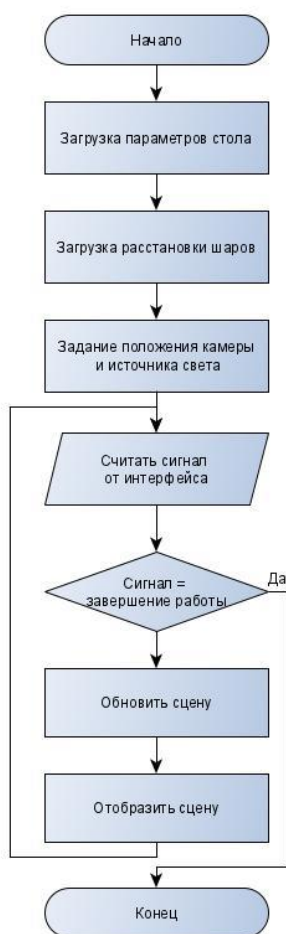 Начало
Загрузка параметров стола
Загрузка расстановки шаров
Задание положения камеры
и источника света
Считать сигнал
от интерфейса
Сигнал =
завершение работы
Да
Обновить сцену
Отобразить сцену
Конец